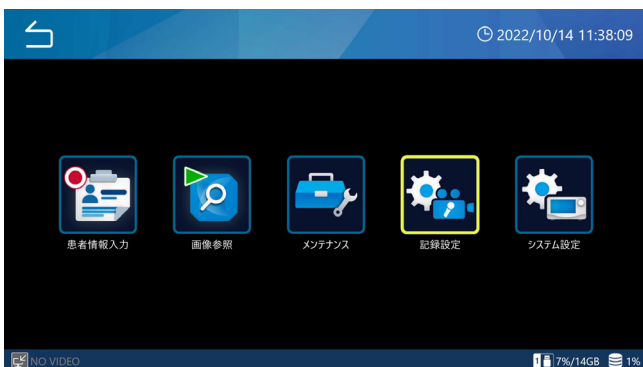 2022/10/14 11:38:09
患者情報入力
画像参照
メンテナンス
記録設定
システム設定
NO VIDEO
1 7%/14GB 1%